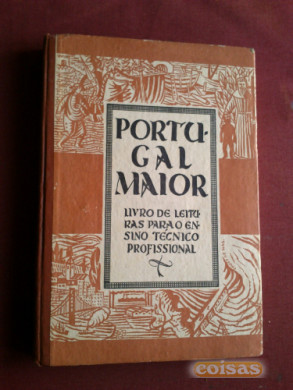 PORTU-
GAL
MAIOR
LIVRO DE LEITU-
RAS PARA O EN-
SINO TÉCNICO
PROFISSIONAL
coisas